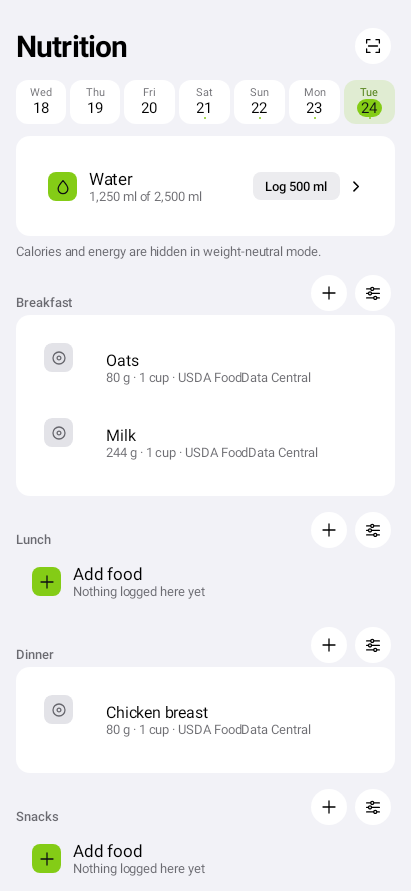 Nutrition
Wed Thu Fri Sat Sun Mon Tue
18 19 20 21 22 23 24
Water
1,250 ml of 2,500 ml
Log 500 ml
Calories and energy are hidden in weight-neutral mode.
Breakfast
Oats
80 g · 1 cup · USDA FoodData Central
Milk
244 g · 1 cup · USDA FoodData Central
Lunch
Add food
Nothing logged here yet
Dinner
Chicken breast
80 g · 1 cup · USDA FoodData Central
Snacks
Add food
Nothing logged here yet